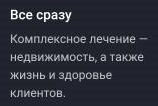 Все сразу
Комплексное лечение —
недвижимость, а также
жизнь и здоровье
клиентов.